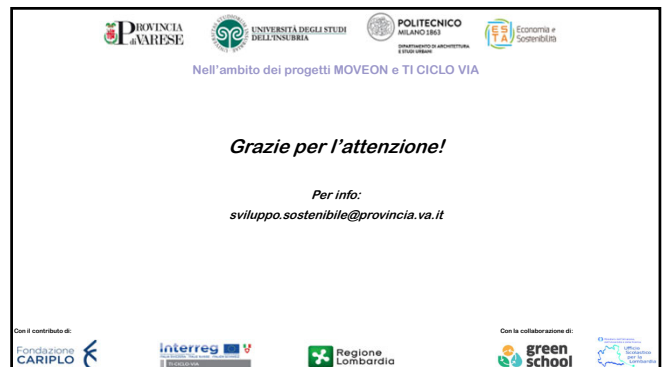 PROVINCIA
di VARESE
UNIVERSITÀ DEGLI STUDI
DELL'INSUBRIA
POLITECNICO
MILANO 1863
DIPARTIMENTO DI ARCHITETTURA
E STUDI URBANI
ES
TA
Economia e
Sostenibilità
Nell'ambito dei progetti MOVEON e TI CICLO VIA
Grazie per l'attenzione!
Per info:
sviluppo.sostenibile@provincia.va.it
Con il contributo di:
Con la collaborazione di:
Fondazione
CARIPLO
Interreg
TI CICLO VIA
Regione
Lombardia
green
school
Ufficio
Scolastico
per la
Lombardia